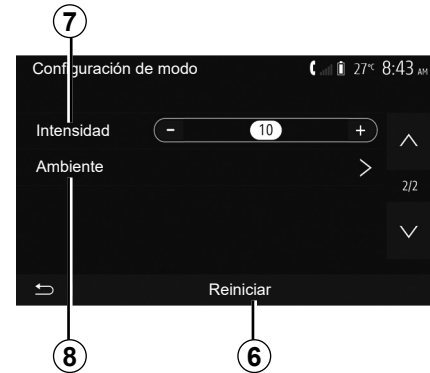 7
Configuración de modo 27°C 8:43 AM
Intensidad - 10 +
Ambiente >
2/2
Reiniciar
8 6